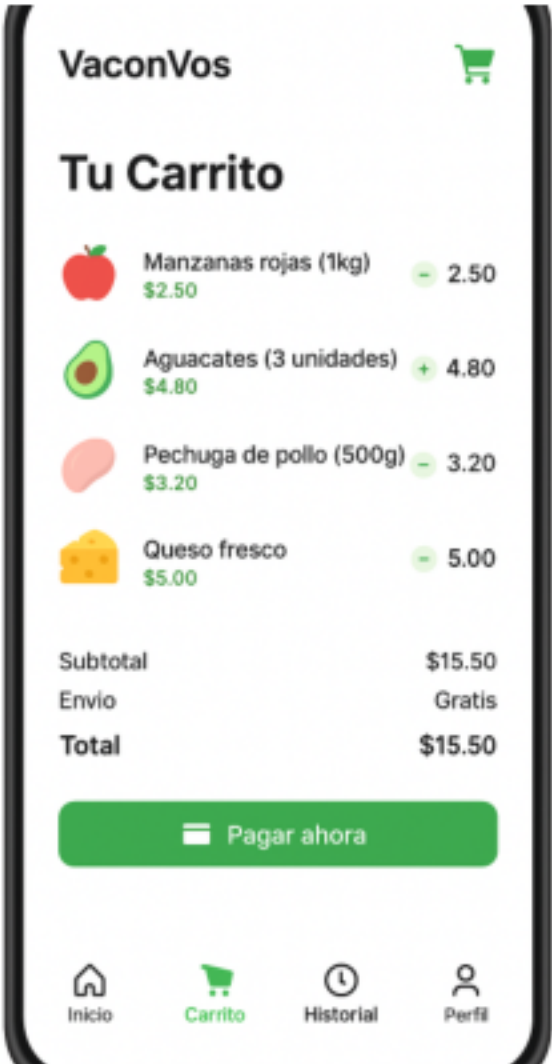 VaconVos
Tu Carrito
Manzanas rojas (1kg)
$2.50
- 2.50
Aguacates (3 unidades)
$4.80
+ 4.80
Pechuga de pollo (500g)
$3.20
- 3.20
Queso fresco
$5.00
- 5.00
Subtotal $15.50
Envio Gratis
Total $15.50
Pagar ahora
Inicio Carrito Historial Perfil